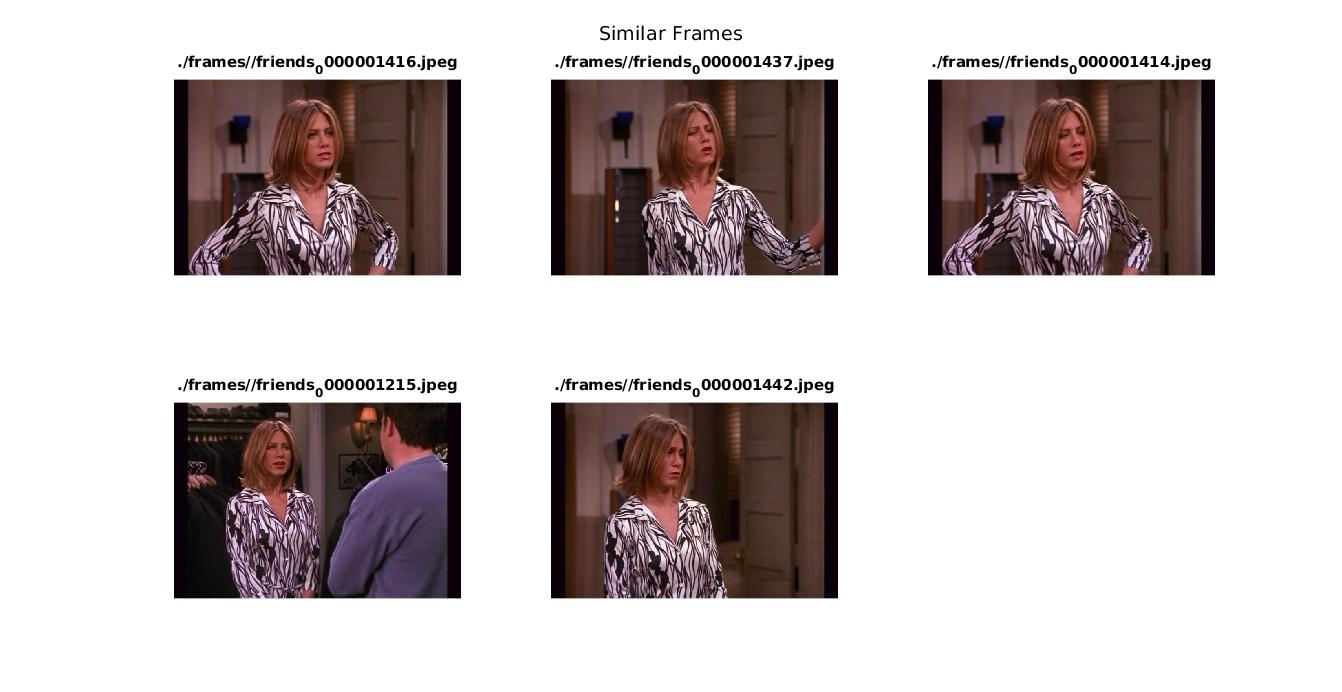 Similar Frames
./frames//friends₀000001416.jpeg
./frames//friends₀000001437.jpeg
./frames//friends₀000001414.jpeg
./frames//friends₀000001215.jpeg
./frames//friends₀000001442.jpeg